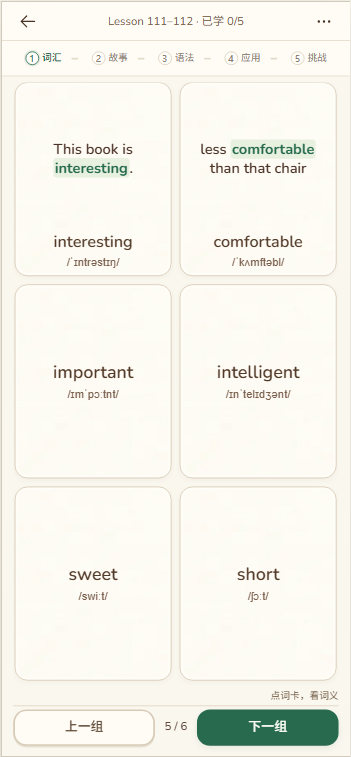 Lesson 111–112 · 已学 0/5
1 词汇 – 2 故事 – 3 语法 – 4 应用 – 5 挑战
This book is
interesting.
interesting
/ˈɪntrəstɪŋ/
less comfortable
than that chair
comfortable
/ˈkʌmftəbl/
important
/ɪmˈpɔːtnt/
intelligent
/ɪnˈtelɪdʒənt/
sweet
/swiːt/
short
/ʃɔːt/
点词卡，看词义
上一组 5 / 6 下一组